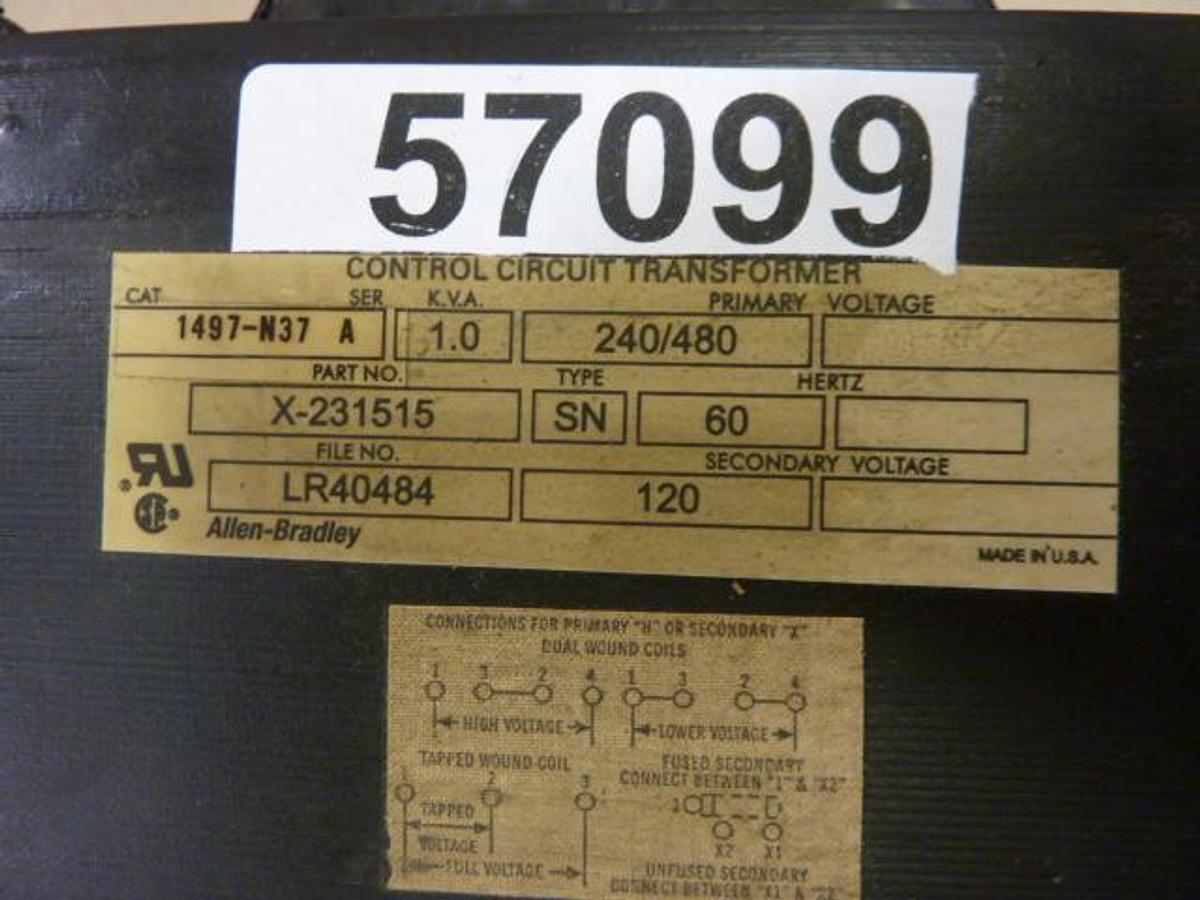 57099
CONTROL CIRCUIT TRANSFORMER
CAT SER K.V.A. PRIMARY VOLTAGE
1497-N37 A 1.0 240/480
PART NO. TYPE HERTZ
X-231515 SN 60
FILE NO. SECONDARY VOLTAGE
LR40484 120
Allen-Bradley
MADE IN U.S.A.
CONNECTIONS FOR PRIMARY "H" OR SECONDARY "X"
DUAL WOUND COILS
1 3 2 4 1 3 2 4
HIGH VOLTAGE LOWER VOLTAGE
TAPPED WOUND COIL FUSED SECONDARY
CONNECT BETWEEN "1" & "X2"
1 2 3
TAPPED
VOLTAGE X2 X1
FULL VOLTAGE UNFUSED SECONDARY
CONNECT BETWEEN "X1" &